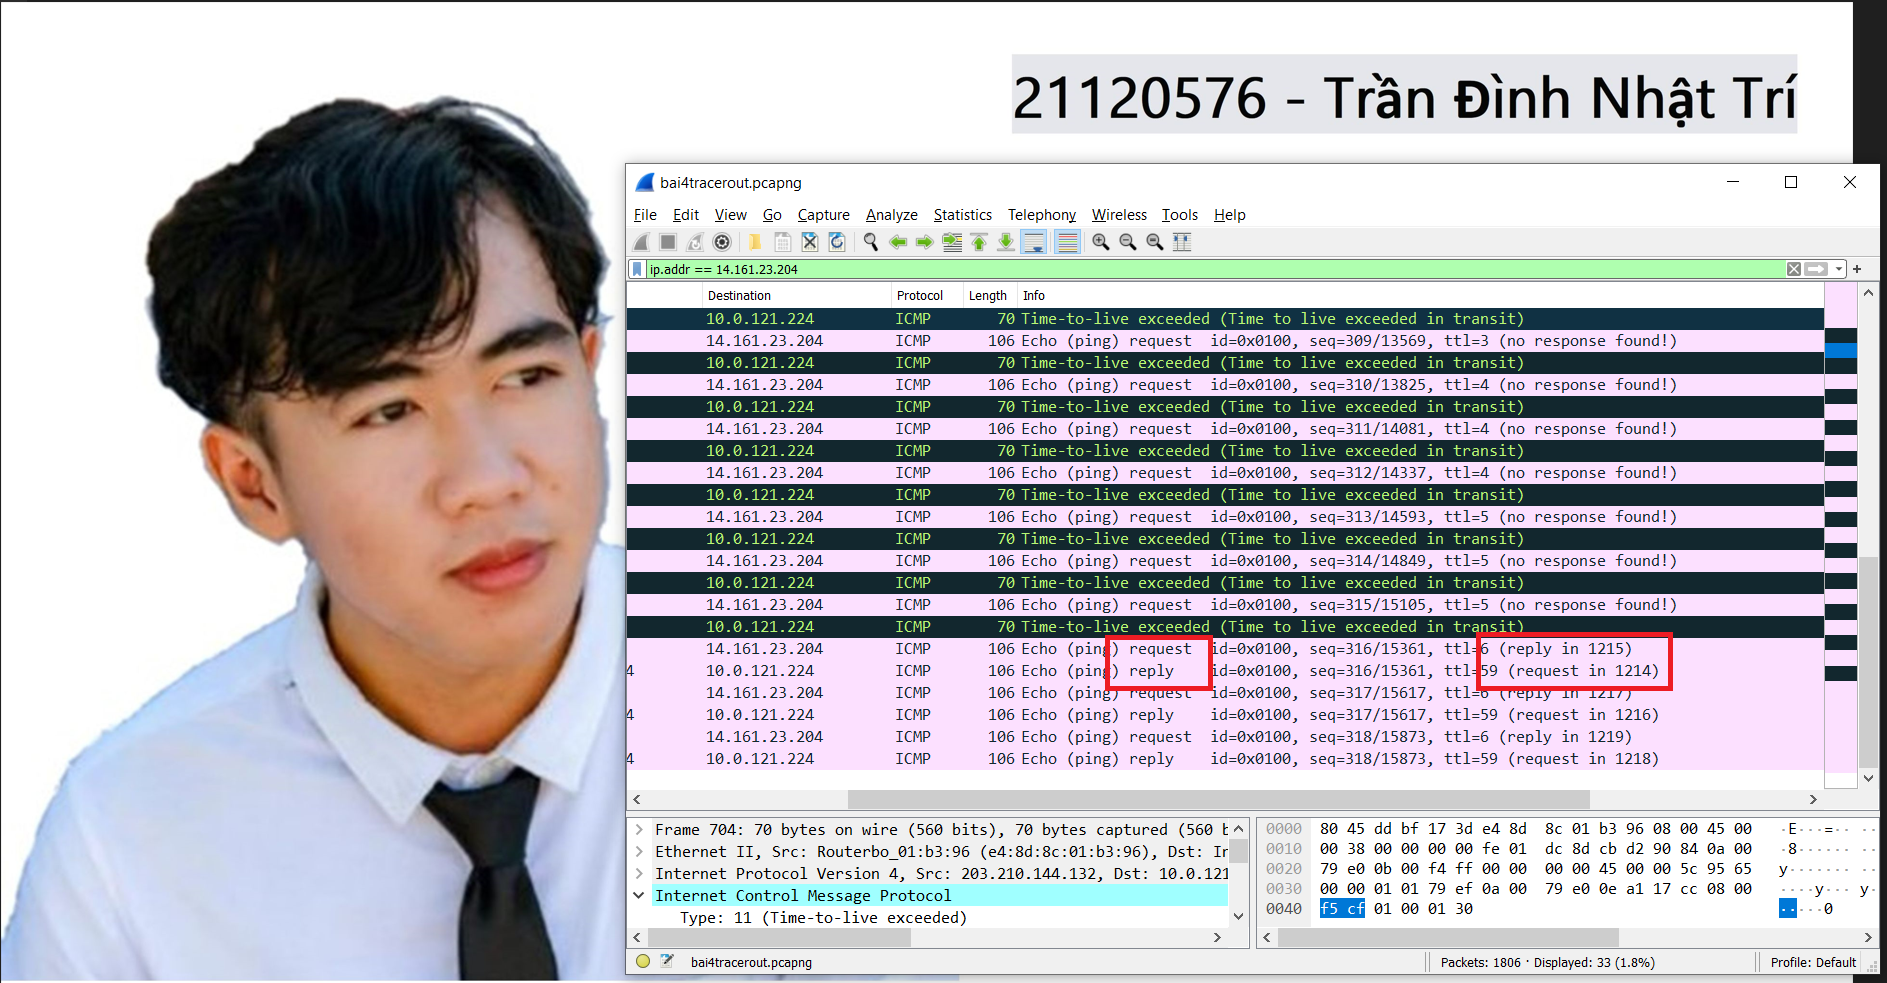 21120576 - Trần Đình Nhật Trí
bai4tracerout.pcapng
File Edit View Go Capture Analyze Statistics Telephony Wireless Tools Help
ip.addr == 14.161.23.204
Destination Protocol Length Info
10.0.121.224 ICMP 70 Time-to-live exceeded (Time to live exceeded in transit)
14.161.23.204 ICMP 106 Echo (ping) request id=0x0100, seq=309/13569, ttl=3 (no response found!)
10.0.121.224 ICMP 70 Time-to-live exceeded (Time to live exceeded in transit)
14.161.23.204 ICMP 106 Echo (ping) request id=0x0100, seq=310/13825, ttl=4 (no response found!)
10.0.121.224 ICMP 70 Time-to-live exceeded (Time to live exceeded in transit)
14.161.23.204 ICMP 106 Echo (ping) request id=0x0100, seq=311/14081, ttl=4 (no response found!)
10.0.121.224 ICMP 70 Time-to-live exceeded (Time to live exceeded in transit)
14.161.23.204 ICMP 106 Echo (ping) request id=0x0100, seq=312/14337, ttl=4 (no response found!)
10.0.121.224 ICMP 70 Time-to-live exceeded (Time to live exceeded in transit)
14.161.23.204 ICMP 106 Echo (ping) request id=0x0100, seq=313/14593, ttl=5 (no response found!)
10.0.121.224 ICMP 70 Time-to-live exceeded (Time to live exceeded in transit)
14.161.23.204 ICMP 106 Echo (ping) request id=0x0100, seq=314/14849, ttl=5 (no response found!)
10.0.121.224 ICMP 70 Time-to-live exceeded (Time to live exceeded in transit)
14.161.23.204 ICMP 106 Echo (ping) request id=0x0100, seq=315/15105, ttl=5 (no response found!)
10.0.121.224 ICMP 70 Time-to-live exceeded (Time to live exceeded in transit)
14.161.23.204 ICMP 106 Echo (ping) request id=0x0100, seq=316/15361, ttl=6 (reply in 1215)
4 10.0.121.224 ICMP 106 Echo (ping) reply id=0x0100, seq=316/15361, ttl=59 (request in 1214)
14.161.23.204 ICMP 106 Echo (ping) request id=0x0100, seq=317/15617, ttl=6 (reply in 1217)
4 10.0.121.224 ICMP 106 Echo (ping) reply id=0x0100, seq=317/15617, ttl=59 (request in 1216)
14.161.23.204 ICMP 106 Echo (ping) request id=0x0100, seq=318/15873, ttl=6 (reply in 1219)
4 10.0.121.224 ICMP 106 Echo (ping) reply id=0x0100, seq=318/15873, ttl=59 (request in 1218)
Frame 704: 70 bytes on wire (560 bits), 70 bytes captured (560 b
Ethernet II, Src: Routerbo_01:b3:96 (e4:8d:8c:01:b3:96), Dst: Ir
Internet Protocol Version 4, Src: 203.210.144.132, Dst: 10.0.121
Internet Control Message Protocol
Type: 11 (Time-to-live exceeded)
0000 80 45 dd bf 17 3d e4 8d 8c 01 b3 96 08 00 45 00 ·E···=·· ··
0010 00 38 00 00 00 00 fe 01 dc 8d cb d2 90 84 0a 00 ·8······ ··
0020 79 e0 0b 00 f4 ff 00 00 00 00 45 00 00 5c 95 65 y······· ··
0030 00 00 01 01 79 ef 0a 00 79 e0 0e a1 17 cc 08 00 ····y··· y·
0040 f5 cf 01 00 01 30 ·····0
bai4tracerout.pcapng Packets: 1806 · Displayed: 33 (1.8%) Profile: Default